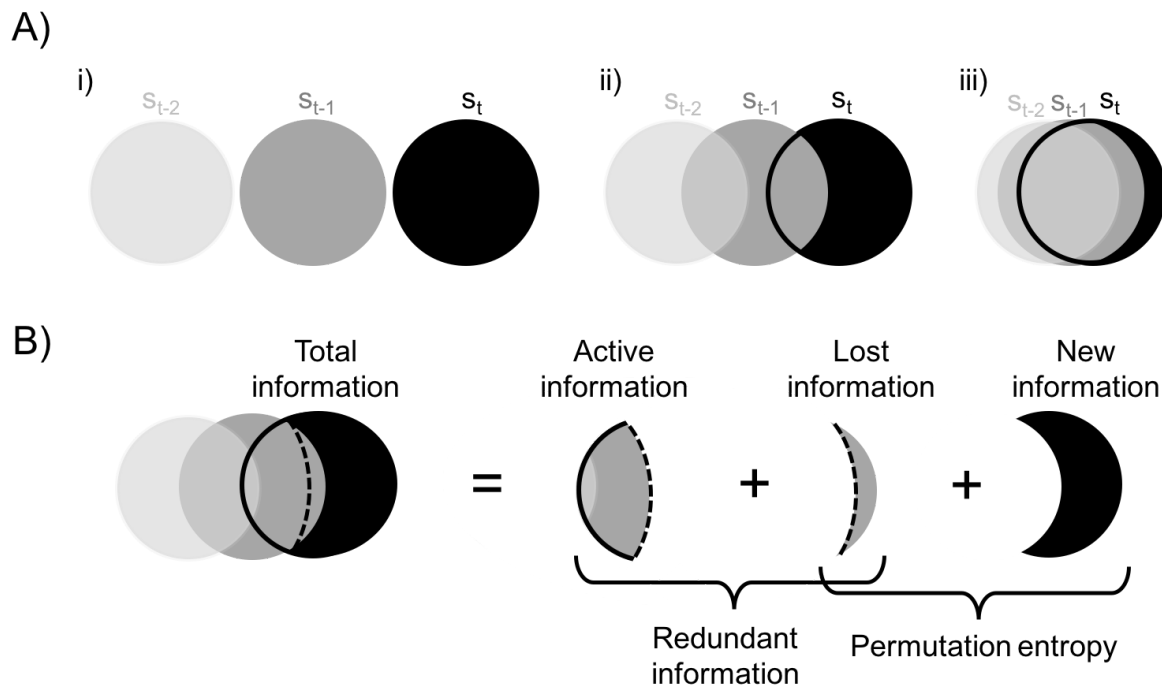 A)
i)
s_{t-2} s_{t-1} s_t
ii)
s_{t-2} s_{t-1} s_t
iii)
s_{t-2} s_{t-1} s_t
B)
Total
information
=
Active
information
+
Lost
information
+
New
information
Redundant
information
Permutation entropy